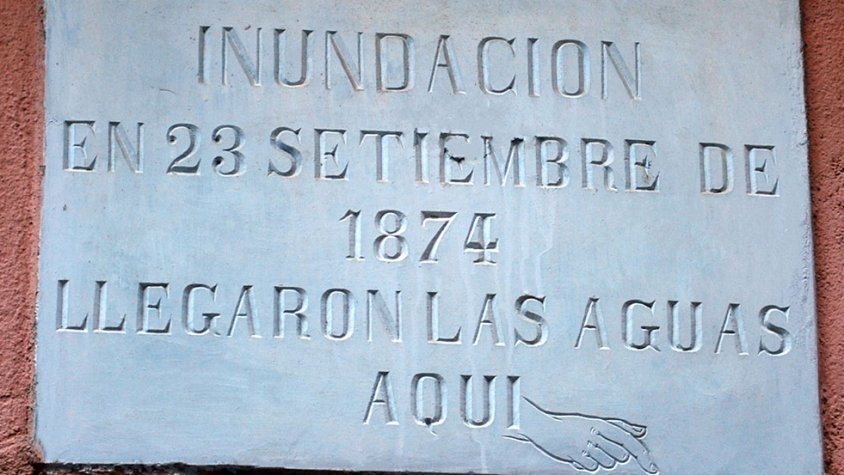 INUNDACION
EN 23 SETIEMBRE DE
1874
LLEGARON LAS AGUAS
AQUI